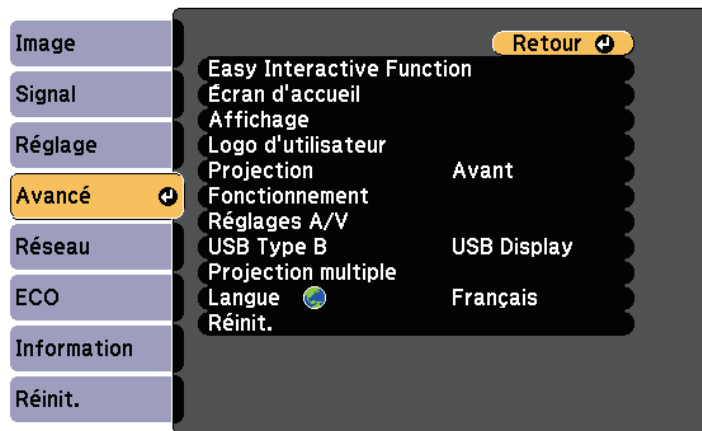 Image
Signal
Réglage
Avancé
Réseau
ECO
Information
Réinit.
Retour
Easy Interactive Function
Écran d'accueil
Affichage
Logo d'utilisateur
Projection Avant
Fonctionnement
Réglages A/V
USB Type B USB Display
Projection multiple
Langue Français
Réinit.